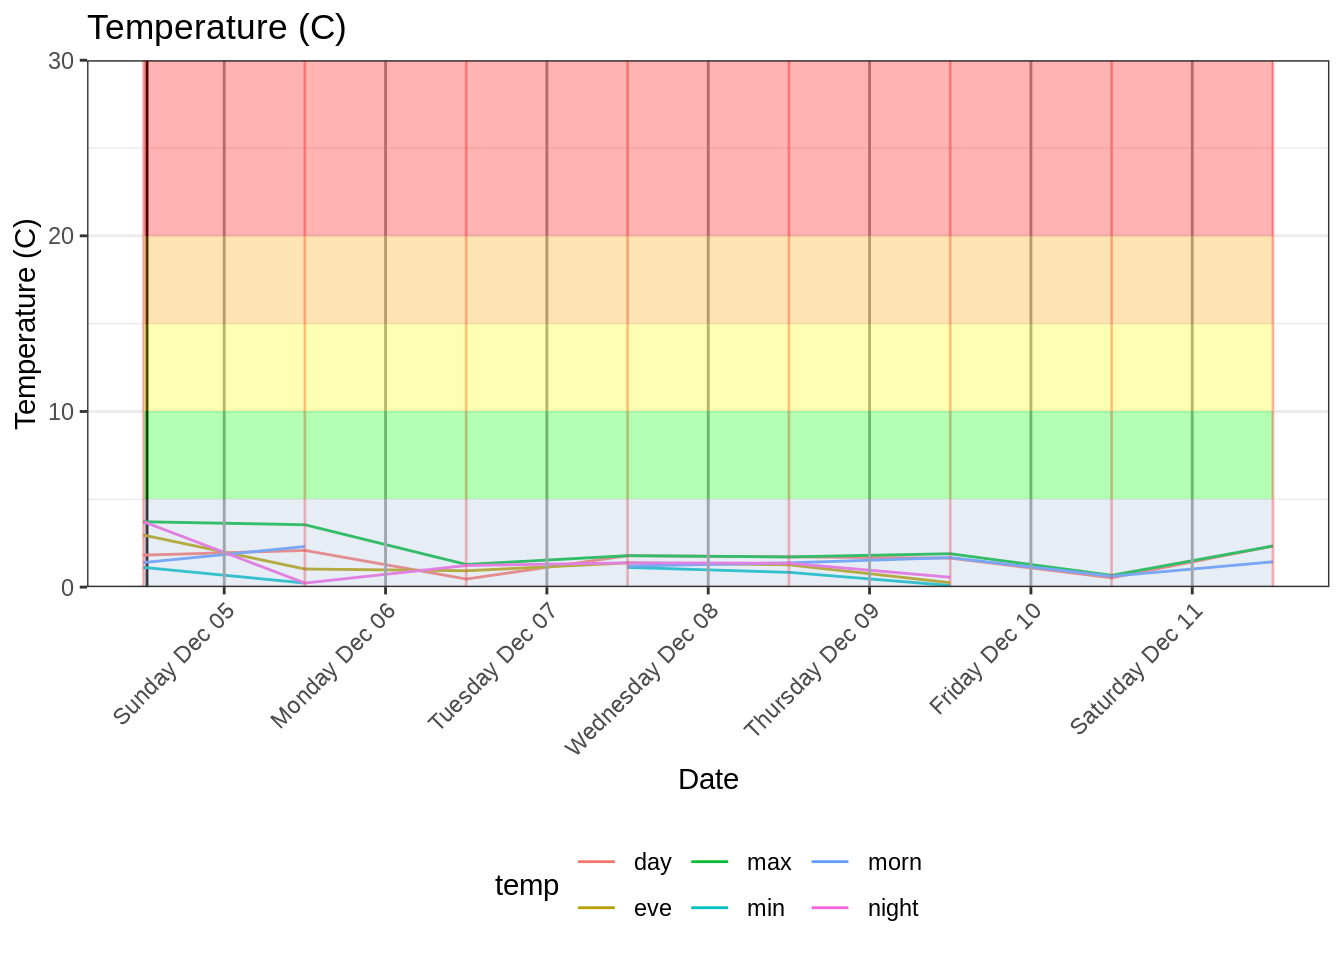 Temperature (C)
30
20
10
0
Temperature (C)
Sunday Dec 05
Monday Dec 06
Tuesday Dec 07
Wednesday Dec 08
Thursday Dec 09
Friday Dec 10
Saturday Dec 11
Date
temp
day
max
morn
eve
min
night